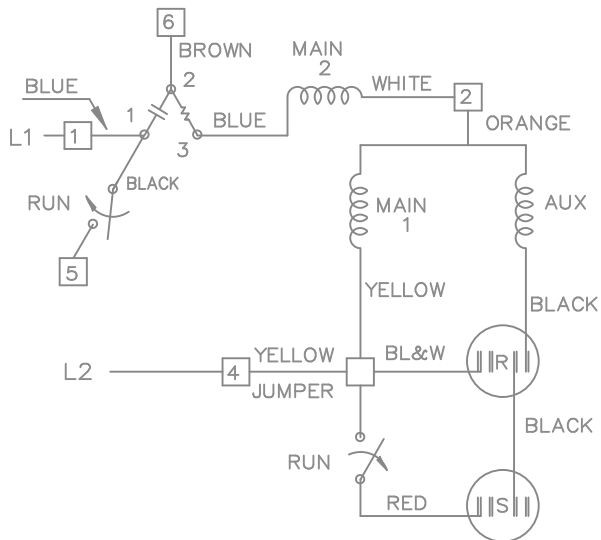 6
BROWN
MAIN
2
2
WHITE
BLUE
1
2
BLUE
ORANGE
L1
1
3
BLACK
RUN
MAIN
1
AUX
5
YELLOW
BLACK
YELLOW
BL&W
R
L2
4
JUMPER
BLACK
RUN
RED
S